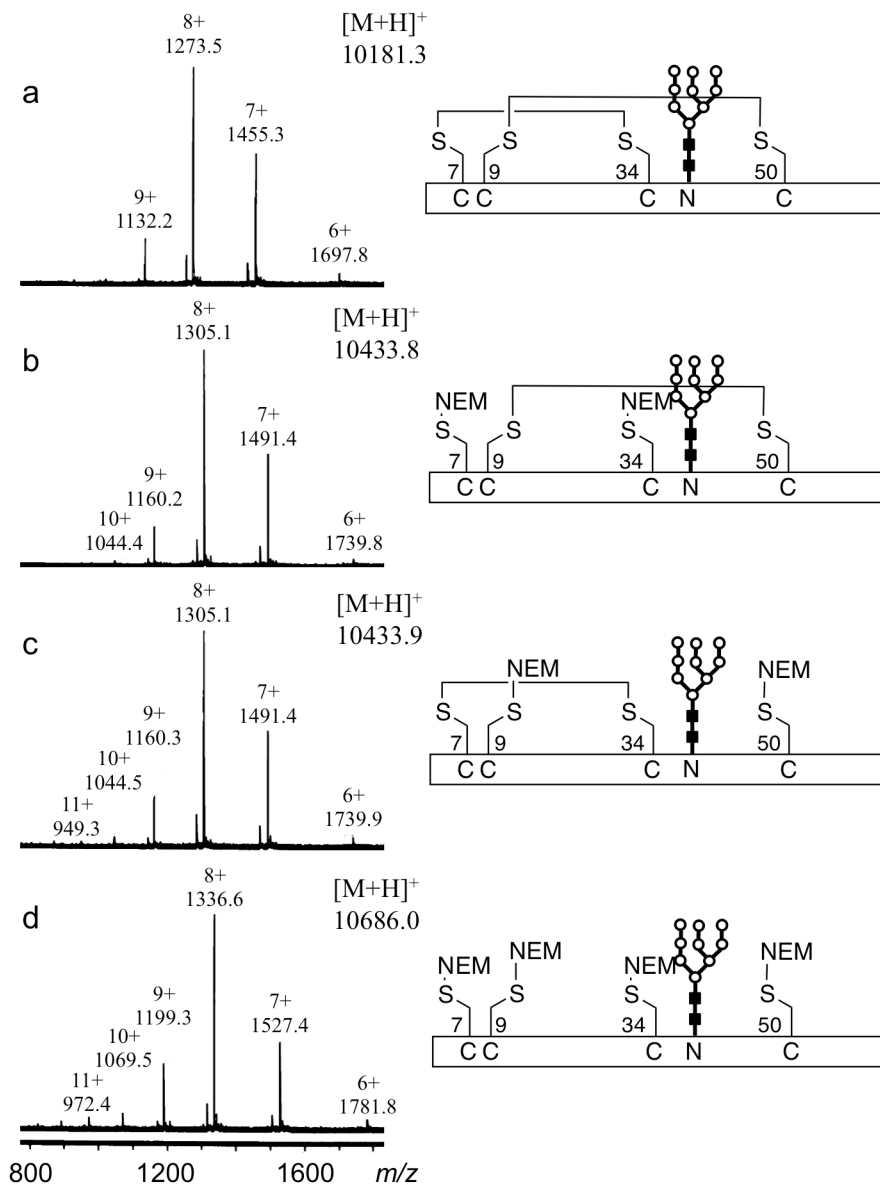 a
8+
1273.5
[M+H]+
10181.3
7+
1455.3
9+
1132.2
6+
1697.8
S S S S
7 9 34 50
C C C N C
b
8+
1305.1
[M+H]+
10433.8
7+
1491.4
9+
1160.2
10+
1044.4
6+
1739.8
NEM NEM
S S S S
7 9 34 50
C C C N C
c
8+
1305.1
[M+H]+
10433.9
7+
1491.4
9+
1160.3
10+
1044.5
11+
949.3
6+
1739.9
NEM NEM
S S S S
7 9 34 50
C C C N C
d
8+
1336.6
[M+H]+
10686.0
7+
1527.4
9+
1199.3
10+
1069.5
11+
972.4
6+
1781.8
NEM NEM NEM NEM
S S S S
7 9 34 50
C C C N C
800 1200 1600 m/z